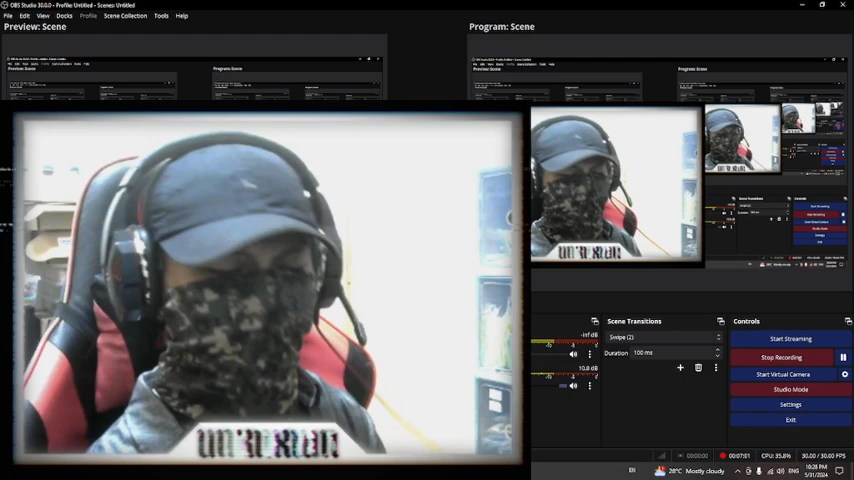 OBS Studio 30.0.0 - Profile: Untitled - Scenes: Untitled
File Edit View Docks Profile Scene Collection Tools Help
Preview: Scene
Program: Scene
-inf dB
10.8 dB
Scene Transitions
Swipe (2)
Duration 100 ms
Controls
Start Streaming
Stop Recording
Start Virtual Camera
Studio Mode
Settings
Exit
00:00:00 00:07:01 CPU: 35.8% 30.00 / 30.00 FPS
EN 28°C Mostly cloudy ENG 10:28 PM
5/31/2024